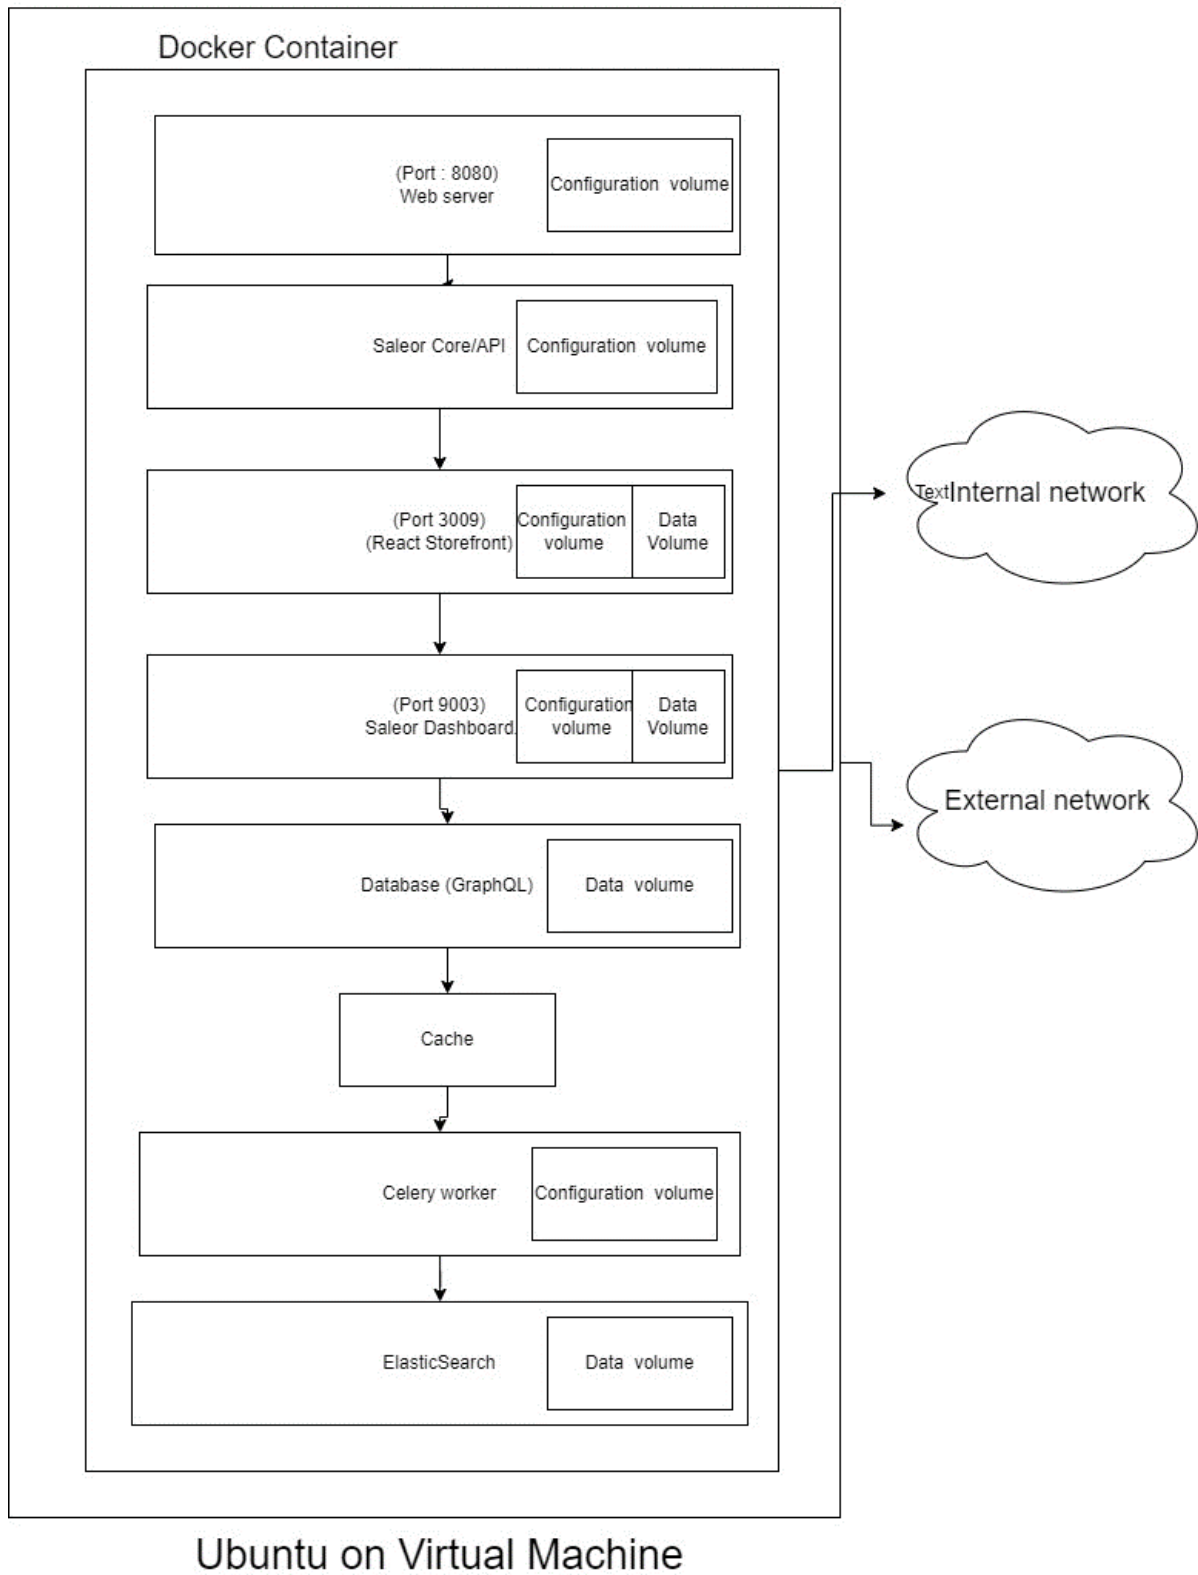 Docker Container
(Port : 8080)
Web server
Configuration volume
Saleor Core/API
Configuration volume
(Port 3009)
(React Storefront)
Configuration
volume
Data
Volume
TextInternal network
(Port 9003)
Saleor Dashboard.
Configuration
volume
Data
Volume
External network
Database (GraphQL)
Data volume
Cache
Celery worker
Configuration volume
ElasticSearch
Data volume
Ubuntu on Virtual Machine